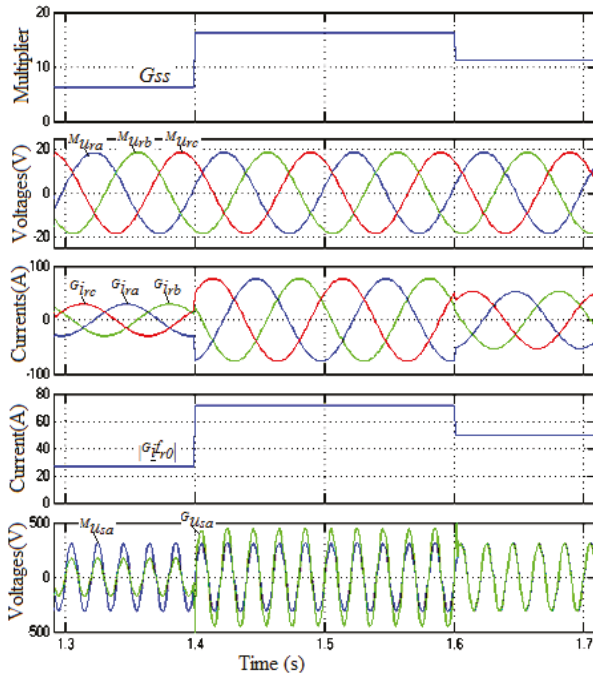 20
Multiplier
10
Gss
0
20
Voltages(V)
0
-20
Mura Murb Murc
100
Currents(A)
0
-100
Girc Gira Girb
80
60
Current(A)
40
20
0
|Gifr0|
500
Voltages(V)
0
500
Musa Gusa
1.3 1.4 1.5 1.6 1.7
Time (s)